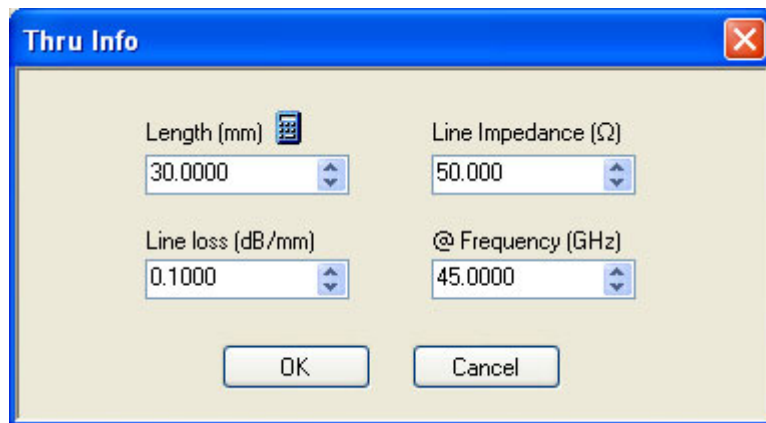 Thru Info
Length (mm) Line Impedance (Ω)
30.0000 50.000
Line loss (dB/mm) @ Frequency (GHz)
0.1000 45.0000
OK Cancel